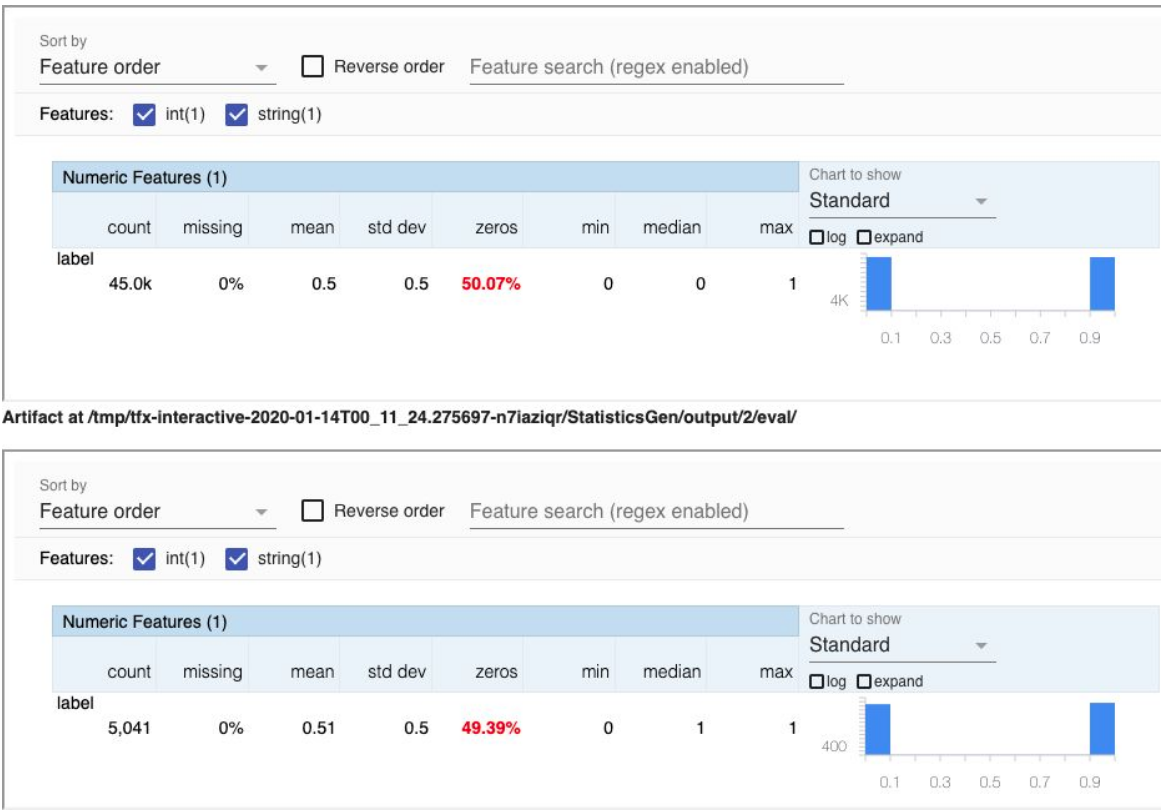 Sort by
Feature order
Reverse order
Feature search (regex enabled)
Features: int(1) string(1)
Numeric Features (1)
Chart to show
Standard
count missing mean std dev zeros min median max
log expand
label
45.0k 0% 0.5 0.5 50.07% 0 0 1
4K
0.1 0.3 0.5 0.7 0.9
Artifact at /tmp/tfx-interactive-2020-01-14T00_11_24.275697-n7iaziqr/StatisticsGen/output/2/eval/
Sort by
Feature order
Reverse order
Feature search (regex enabled)
Features: int(1) string(1)
Numeric Features (1)
Chart to show
Standard
count missing mean std dev zeros min median max
log expand
label
5,041 0% 0.51 0.5 49.39% 0 1 1
400
0.1 0.3 0.5 0.7 0.9